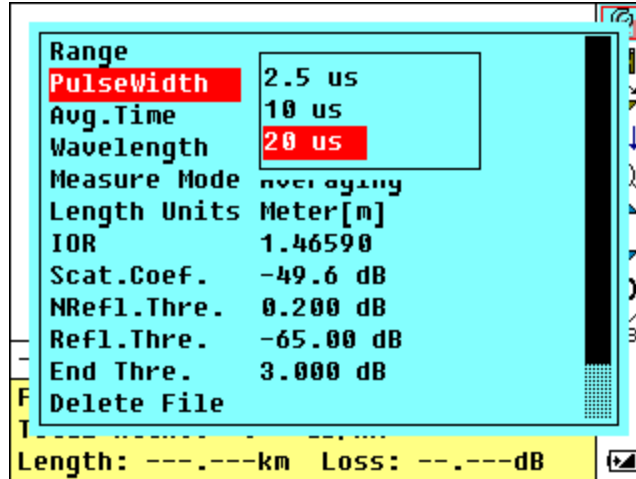 Range
PulseWidth
2.5 us
10 us
Avg.Time
Wavelength
20 us
Measure Mode Averaging
Length Units Meter[m]
IOR 1.46590
Scat.Coef. -49.6 dB
NRefl.Thre. 0.200 dB
Refl.Thre. -65.00 dB
End Thre. 3.000 dB
Delete File
Length: ---.---km Loss: --.---dB